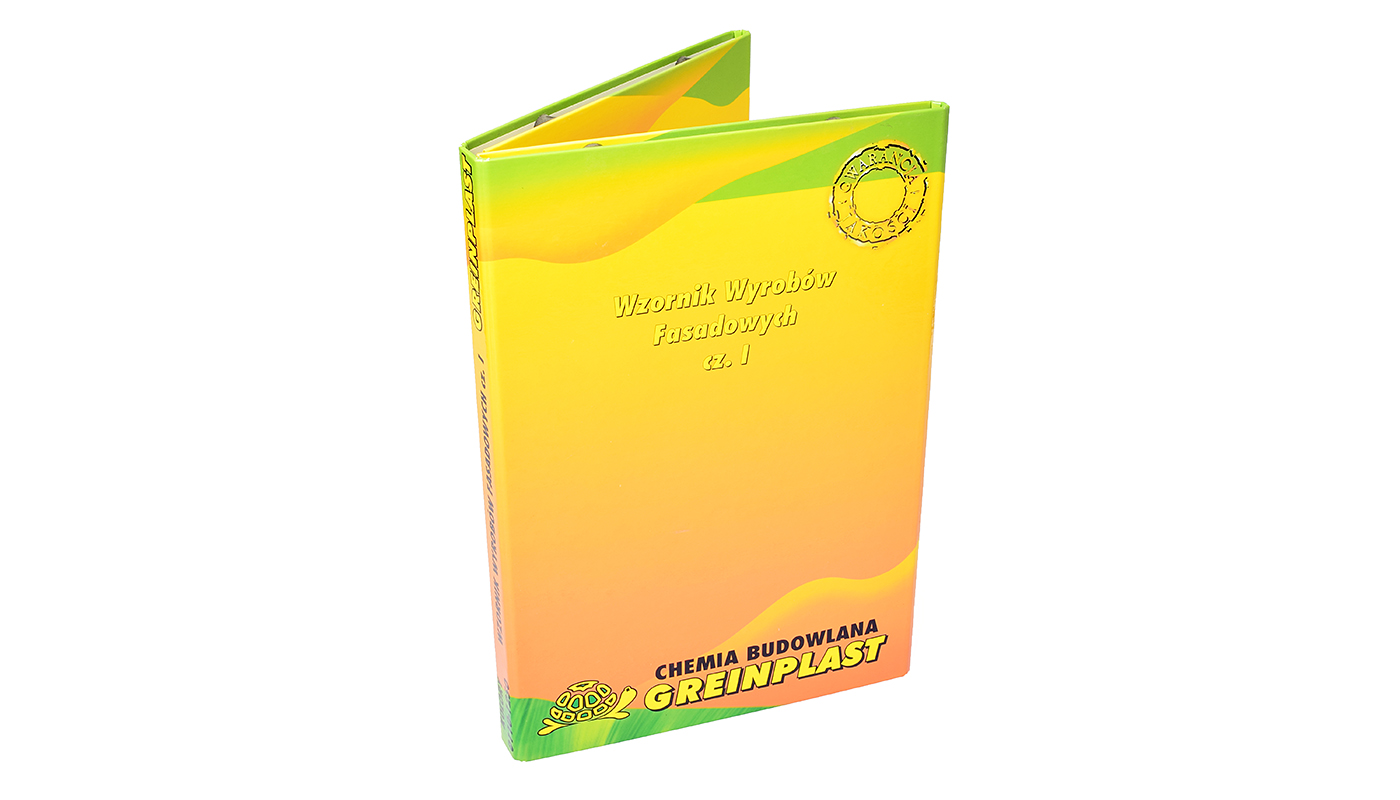 GWARANCJA
JAKOŚCI
Wzornik Wyrobów
Fasadowych
cz. I
CHEMIA BUDOWLANA
GREINPLAST
GREINPLAST
WZORNIK WYROBÓW FASADOWYCH cz. I